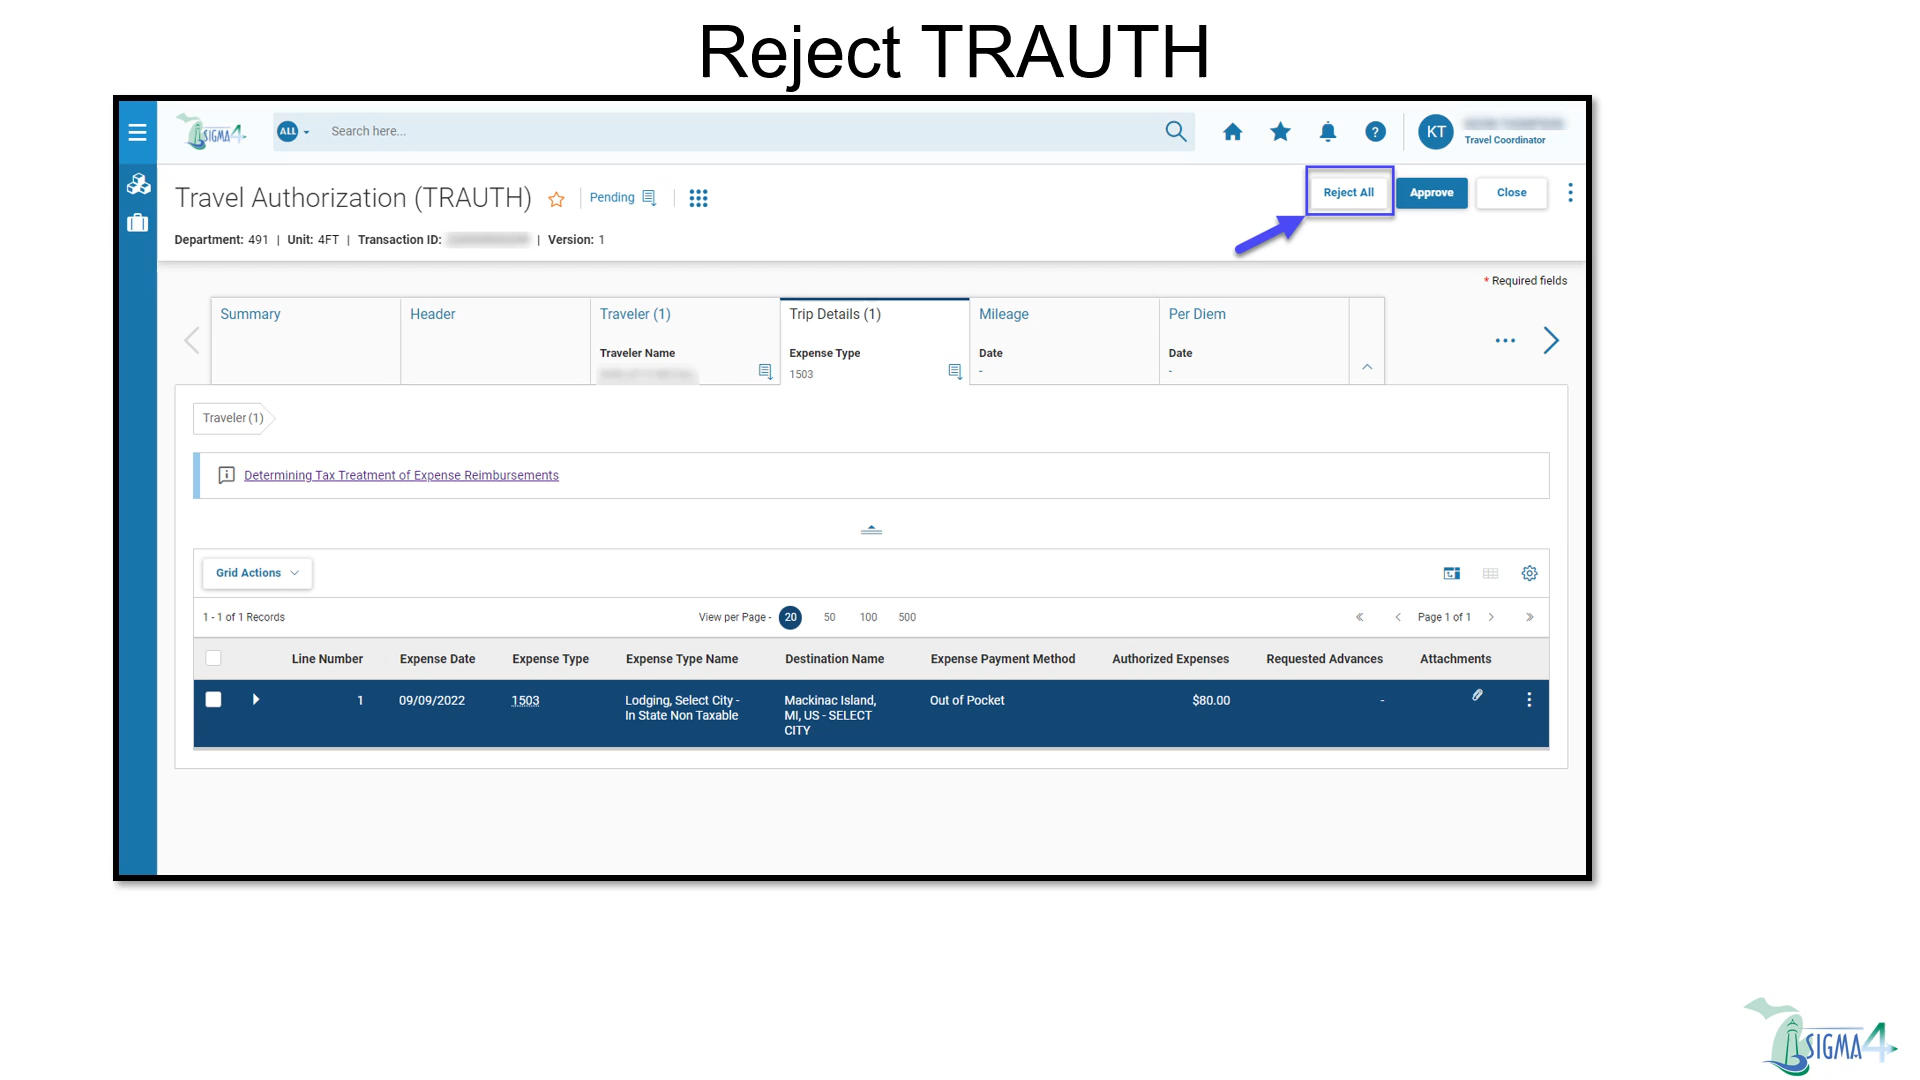 Reject TRAUTH
SIGMA4
ALL
Search here...
?
KT
Travel Coordinator
Travel Authorization (TRAUTH)
Pending
Reject All
Approve
Close
Department: 491 | Unit: 4FT | Transaction ID: | Version: 1
* Required fields
Summary
Header
Traveler (1)
Trip Details (1)
Mileage
Per Diem
Traveler Name
Expense Type
Date
Date
1503
-
-
Traveler (1)
Determining Tax Treatment of Expense Reimbursements
Grid Actions
1 - 1 of 1 Records
View per Page - 20 50 100 500
Page 1 of 1
Line Number Expense Date Expense Type Expense Type Name Destination Name Expense Payment Method Authorized Expenses Requested Advances Attachments
1 09/09/2022 1503 Lodging, Select City - Mackinac Island, Out of Pocket $80.00 -
In State Non Taxable MI, US - SELECT
CITY
SIGMA4